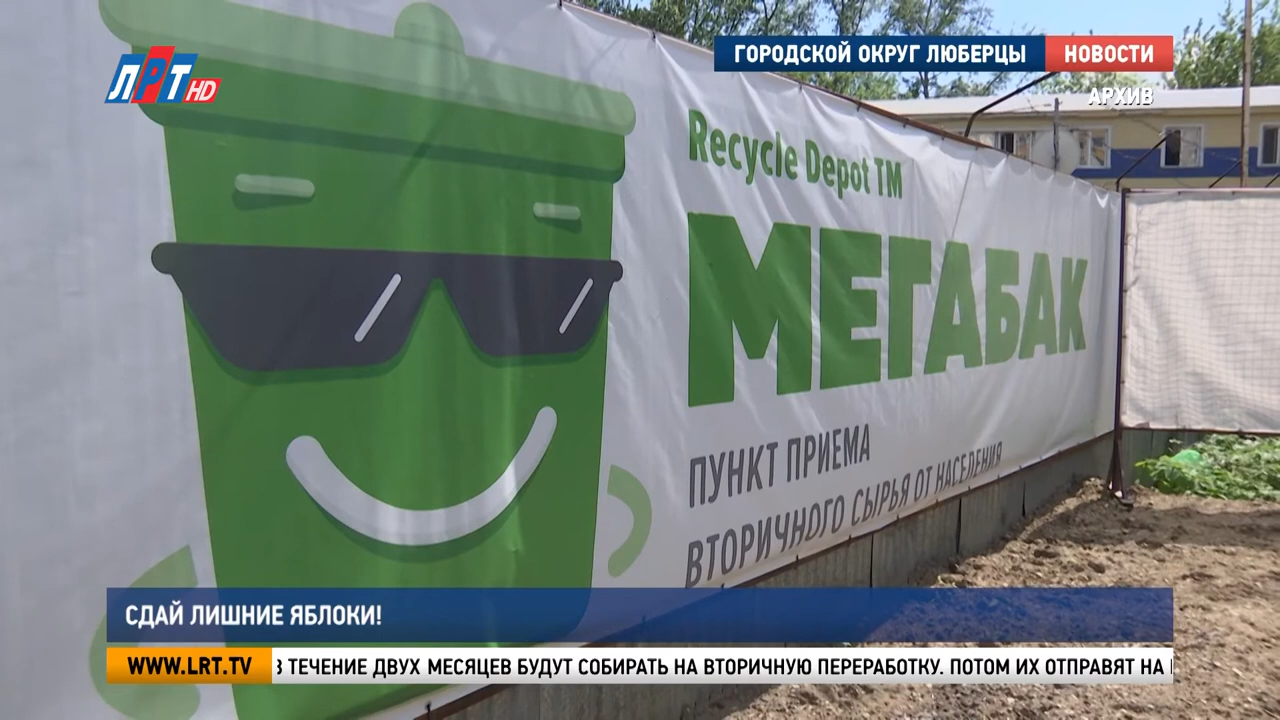 ЛРТ HD
ГОРОДСКОЙ ОКРУГ ЛЮБЕРЦЫ НОВОСТИ
АРХИВ
Recycle Depot TM
МЕГАБАК
ПУНКТ ПРИЕМА
ВТОРИЧНОГО СЫРЬЯ ОТ НАСЕЛЕНИЯ
СДАЙ ЛИШНИЕ ЯБЛОКИ!
WWW.LRT.TV В ТЕЧЕНИЕ ДВУХ МЕСЯЦЕВ БУДУТ СОБИРАТЬ НА ВТОРИЧНУЮ ПЕРЕРАБОТКУ. ПОТОМ ИХ ОТПРАВЯТ НА